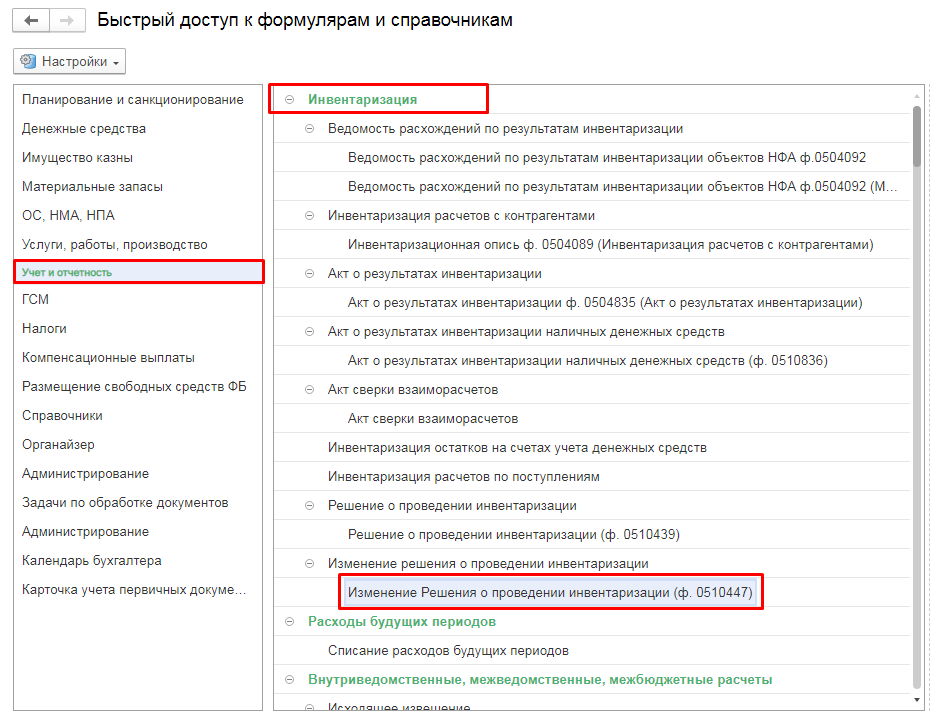 Быстрый доступ к формулярам и справочникам
Настройки
Планирование и санкционирование
Денежные средства
Имущество казны
Материальные запасы
ОС, НМА, НПА
Услуги, работы, производство
Учет и отчетность
ГСМ
Налоги
Компенсационные выплаты
Размещение свободных средств ФБ
Справочники
Органайзер
Администрирование
Задачи по обработке документов
Администрирование
Календарь бухгалтера
Карточка учета первичных докуме...
Инвентаризация
Ведомость расхождений по результатам инвентаризации
Ведомость расхождений по результатам инвентаризации объектов НФА ф.0504092
Ведомость расхождений по результатам инвентаризации объектов НФА ф.0504092 (М...
Инвентаризация расчетов с контрагентами
Инвентаризационная опись ф. 0504089 (Инвентаризация расчетов с контрагентами)
Акт о результатах инвентаризации
Акт о результатах инвентаризации ф. 0504835 (Акт о результатах инвентаризации)
Акт о результатах инвентаризации наличных денежных средств
Акт о результатах инвентаризации наличных денежных средств (ф. 0510836)
Акт сверки взаиморасчетов
Акт сверки взаиморасчетов
Инвентаризация остатков на счетах учета денежных средств
Инвентаризация расчетов по поступлениям
Решение о проведении инвентаризации
Решение о проведении инвентаризации (ф. 0510439)
Изменение решения о проведении инвентаризации
Изменение Решения о проведении инвентаризации (ф. 0510447)
Расходы будущих периодов
Списание расходов будущих периодов
Внутриведомственные, межведомственные, межбюджетные расчеты
Исходящее извещение